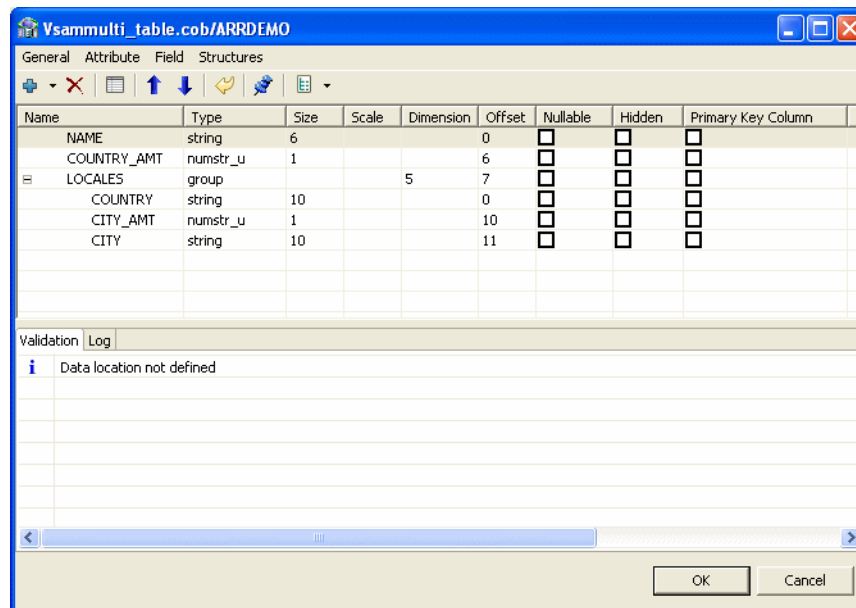 Vsammulti_table.cob/ARRDEMO
General Attribute Field Structures
Name Type Size Scale Dimension Offset Nullable Hidden Primary Key Column
NAME string 6 0
COUNTRY_AMT numstr_u 1 6
LOCALES group 5 7
COUNTRY string 10 0
CITY_AMT numstr_u 1 10
CITY string 10 11
Validation Log
i Data location not defined
OK Cancel